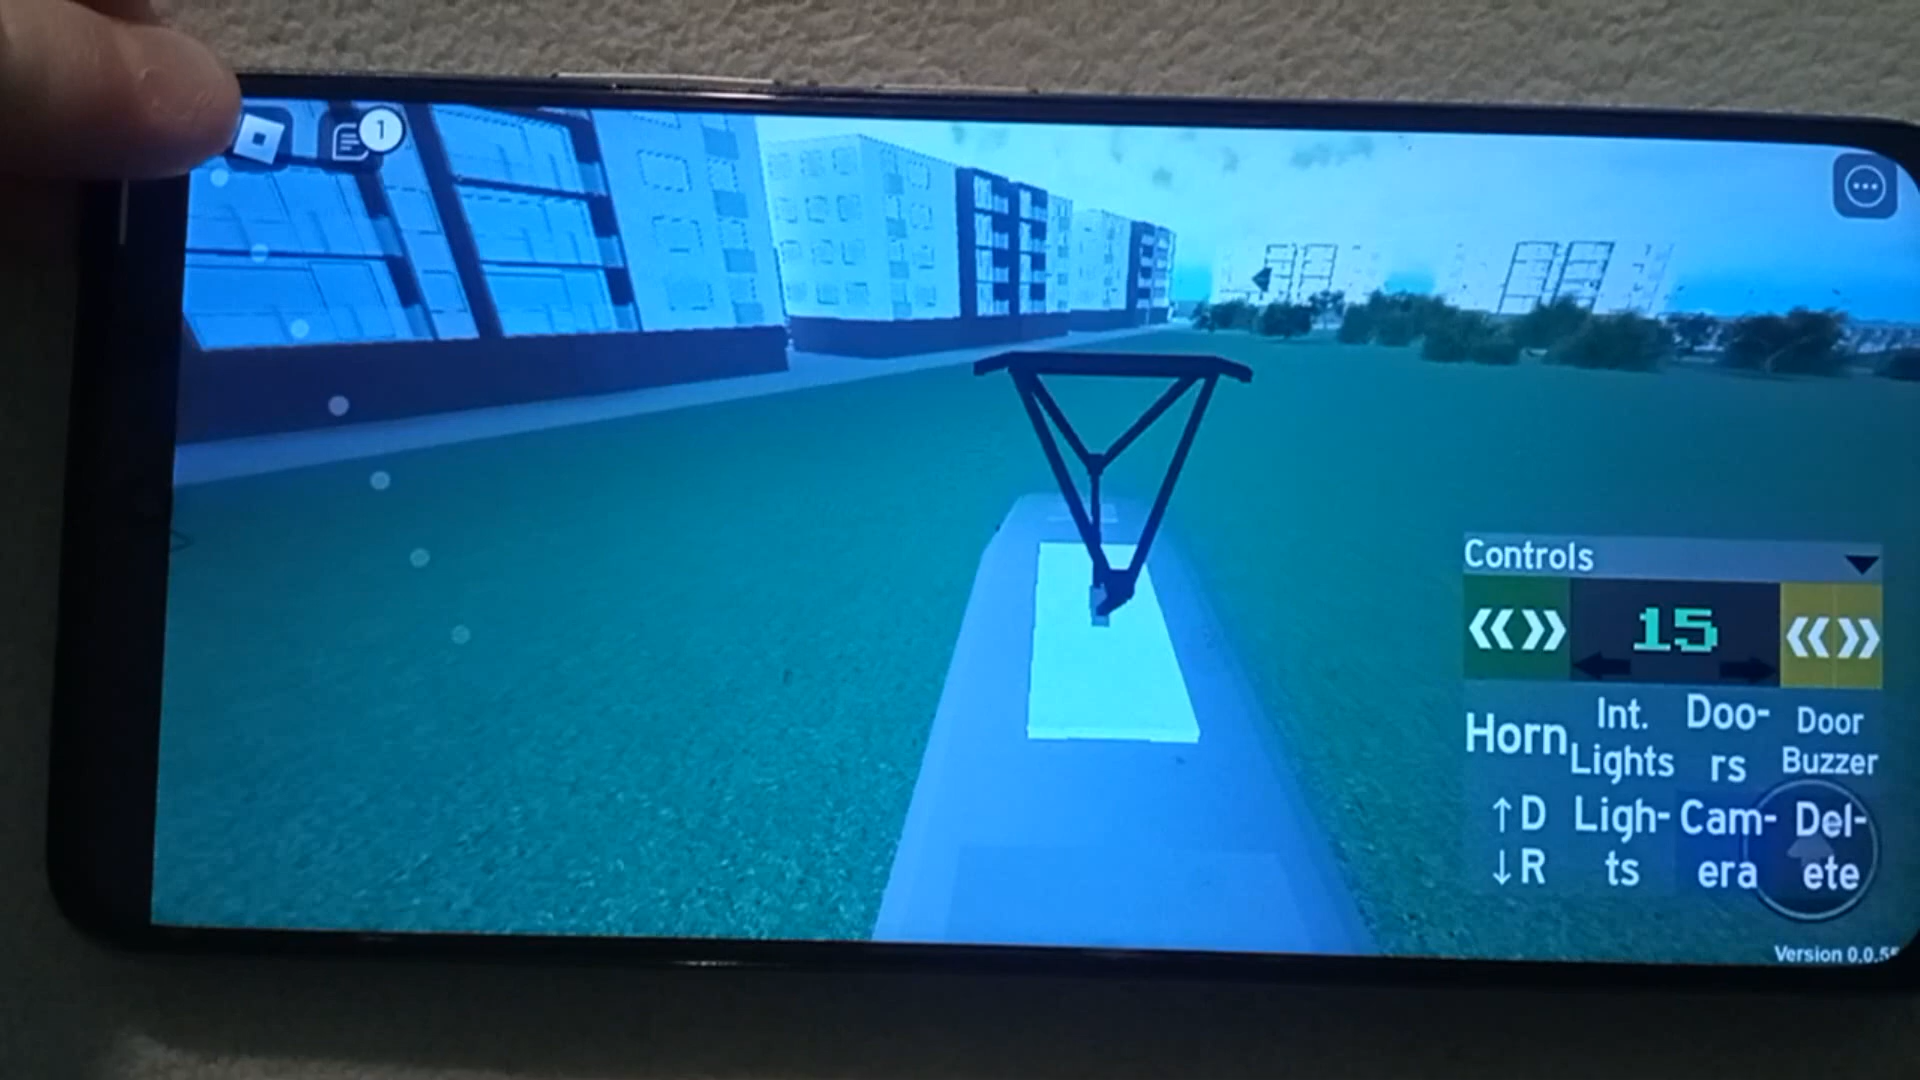 1
Controls
15
Horn
Int.
Lights
Doo-
rs
Door
Buzzer
↑D
↓R
Ligh-
ts
Cam-
era
Del-
ete
Version 0.0.5